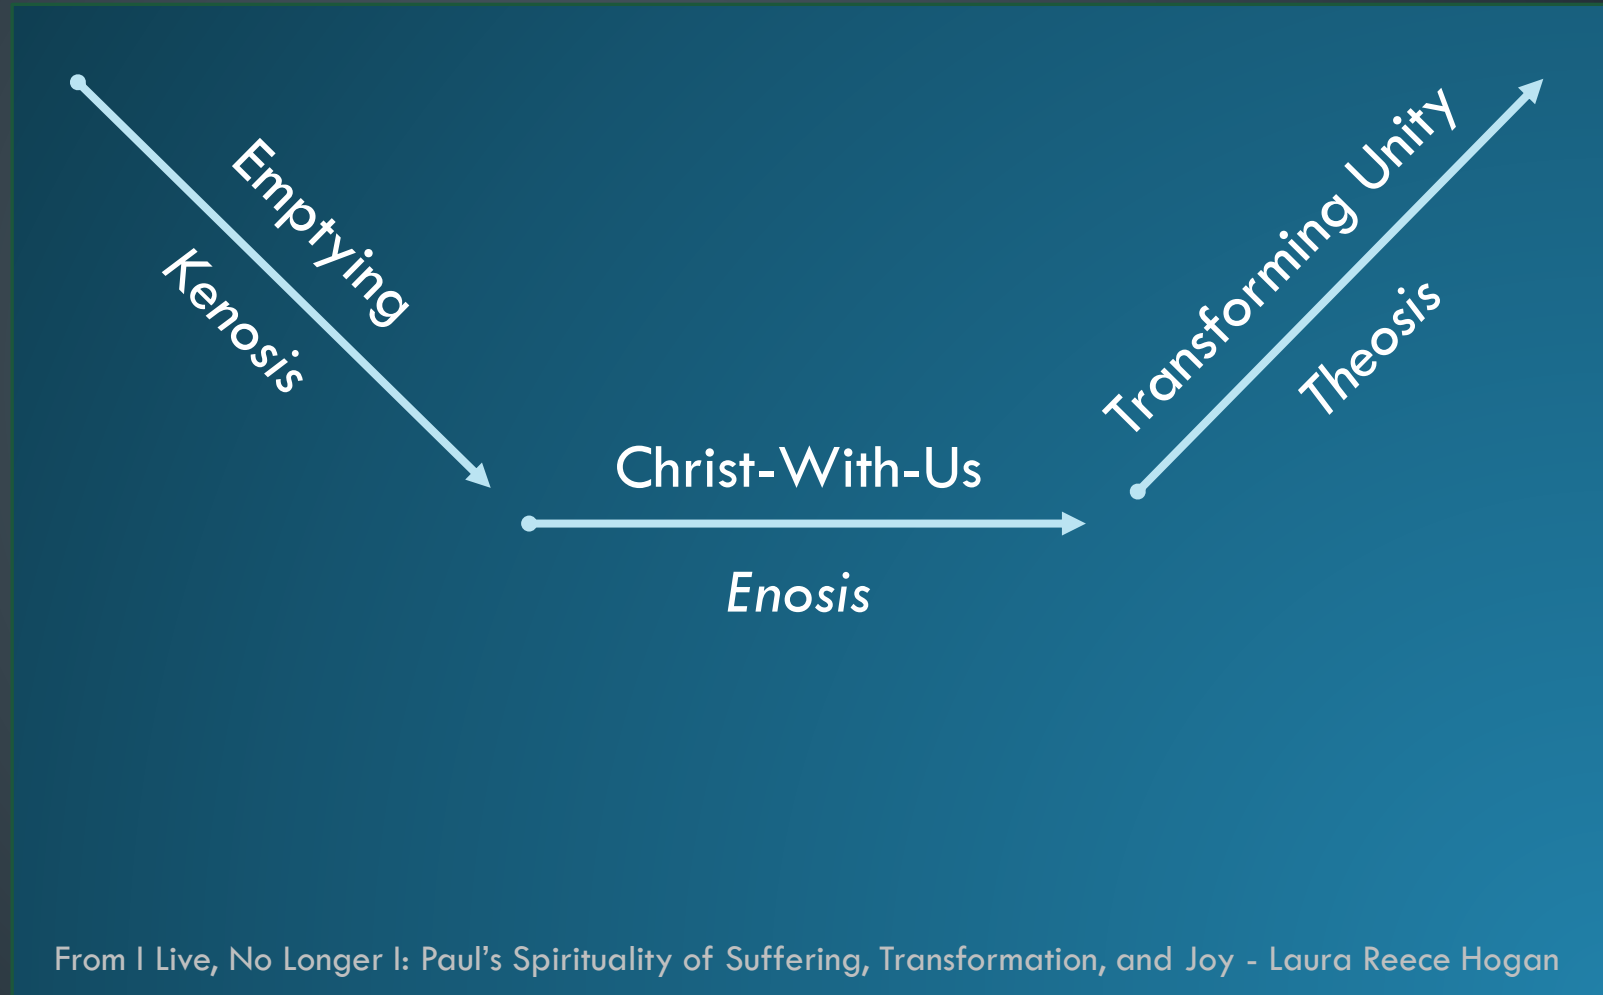 Emptying
Kenosis
Christ-With-Us
Enosis
Transforming Unity
Theosis
From I Live, No Longer I: Paul’s Spirituality of Suffering, Transformation, and Joy - Laura Reece Hogan